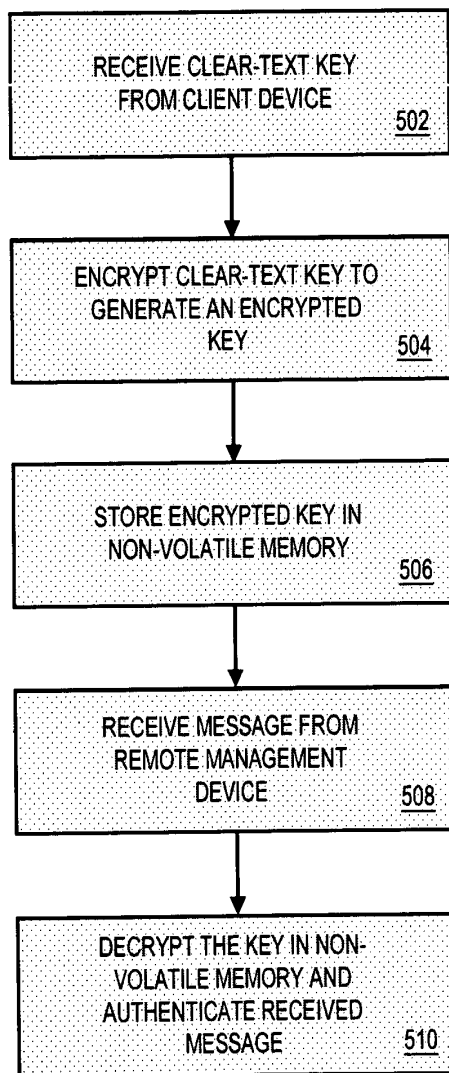 RECEIVE CLEAR-TEXT KEY
FROM CLIENT DEVICE
502
ENCRYPT CLEAR-TEXT KEY TO
GENERATE AN ENCRYPTED
KEY
504
STORE ENCRYPTED KEY IN
NON-VOLATILE MEMORY
506
RECEIVE MESSAGE FROM
REMOTE MANAGEMENT
DEVICE
508
DECRYPT THE KEY IN NON-
VOLATILE MEMORY AND
AUTHENTICATE RECEIVED
MESSAGE
510